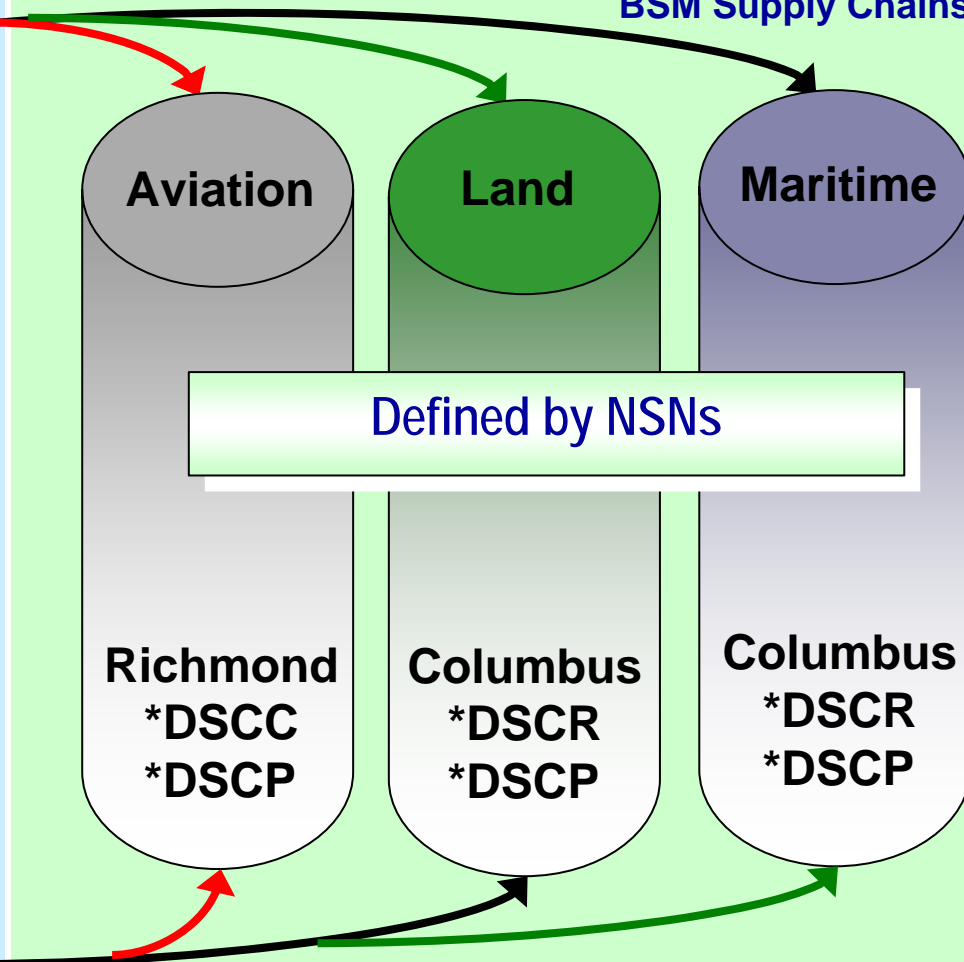 BSM Supply Chains
Aviation
Land
Maritime
Defined by NSNs
Richmond
*DSCC
*DSCP
Columbus
*DSCR
*DSCP
Columbus
*DSCR
*DSCP